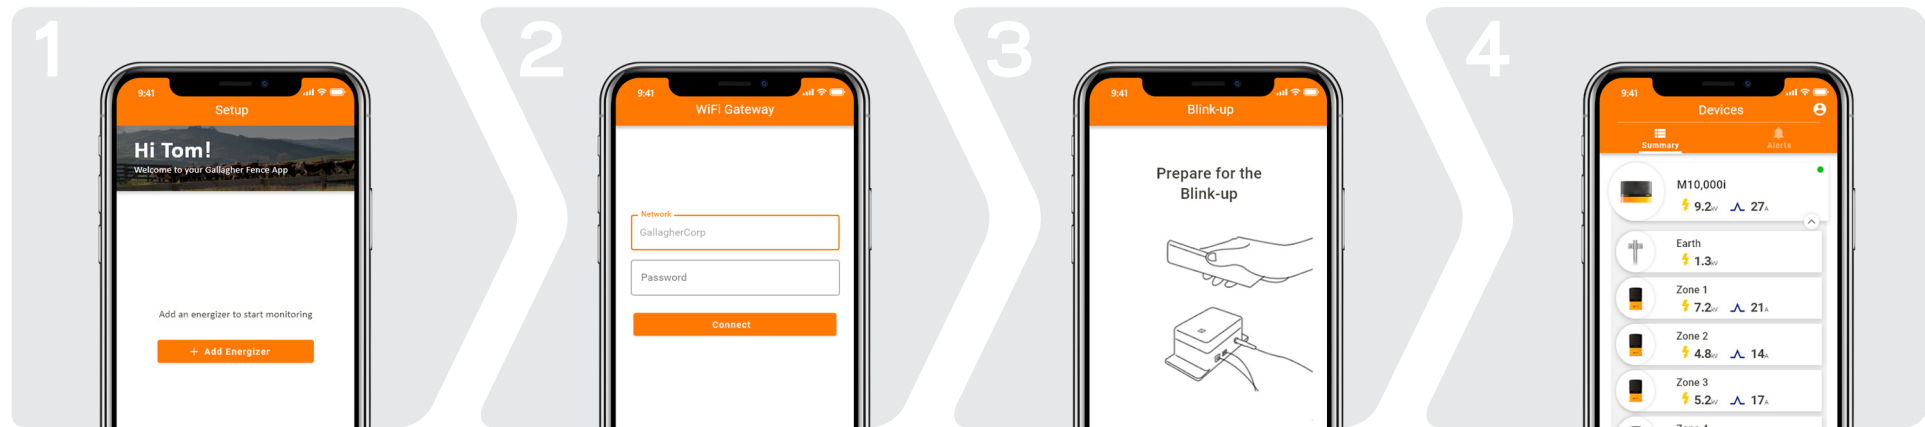 1
9:41
Setup
Hi Tom!
Welcome to your Gallagher Fence App
Add an energizer to start monitoring
+ Add Energizer
2
9:41
WiFi Gateway
Network
GallagherCorp
Password
Connect
3
9:41
Blink-up
Prepare for the
Blink-up
4
9:41
Devices
Summary
Alerts
M10,000i
9.2kV 27A
Earth
1.3kV
Zone 1
7.2kV 21A
Zone 2
4.8kV 14A
Zone 3
5.2kV 17A